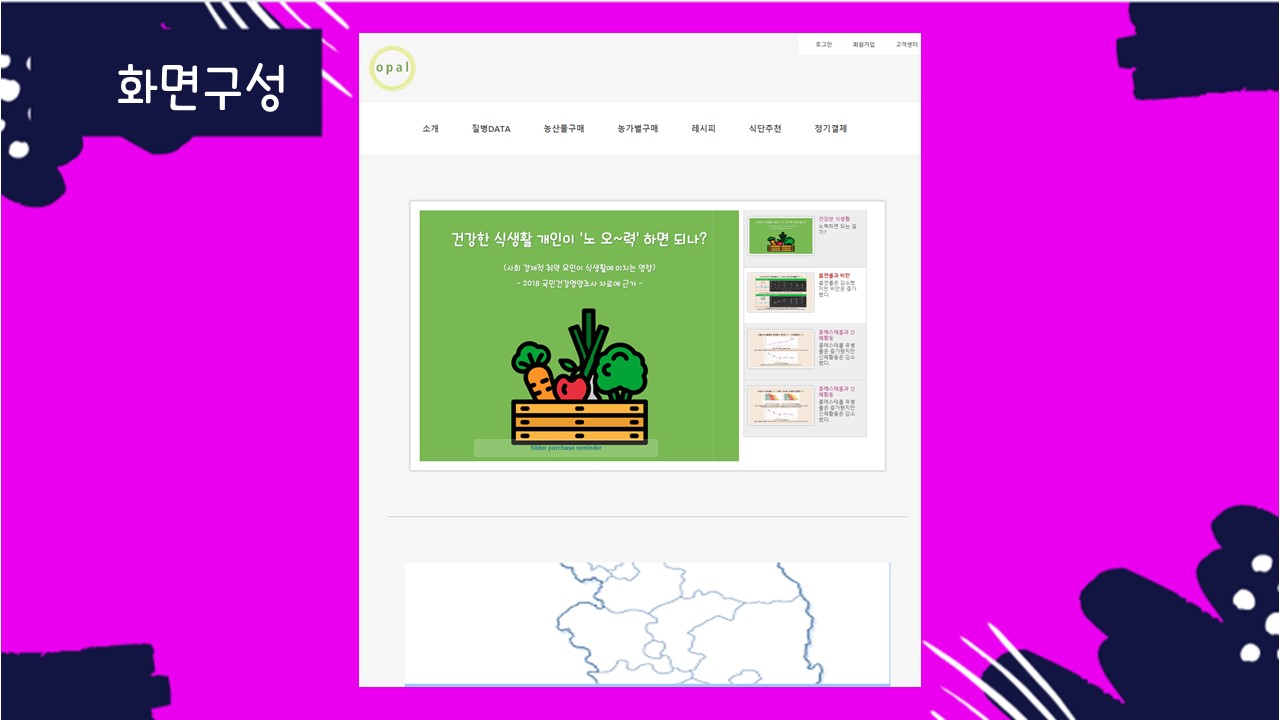 화면구성
opal
로그인 회원가입 고객센터
소개 질병DATA 농산물구매 농가별구매 레시피 식단추천 정기결제
건강한 식생활 개인이 '노 오~력' 하면 되나?
(사회 경제적 취약 요인이 식생활에 미치는 영향)
- 2018 국민건강영양조사 자료에 근거 -
Slider purchase reminder
건강한 식생활
노력하면 되는 걸
까?
흡연율과 비만
흡연율은 감소했
지만 비만은 증가
했다.
콜레스테롤과 신
체활동
콜레스테롤 유병
률은 증가했지만
신체활동은 감소
했다.
콜레스테롤과 신
체활동
콜레스테롤 유병
률은 증가했지만
신체활동은 감소
했다.